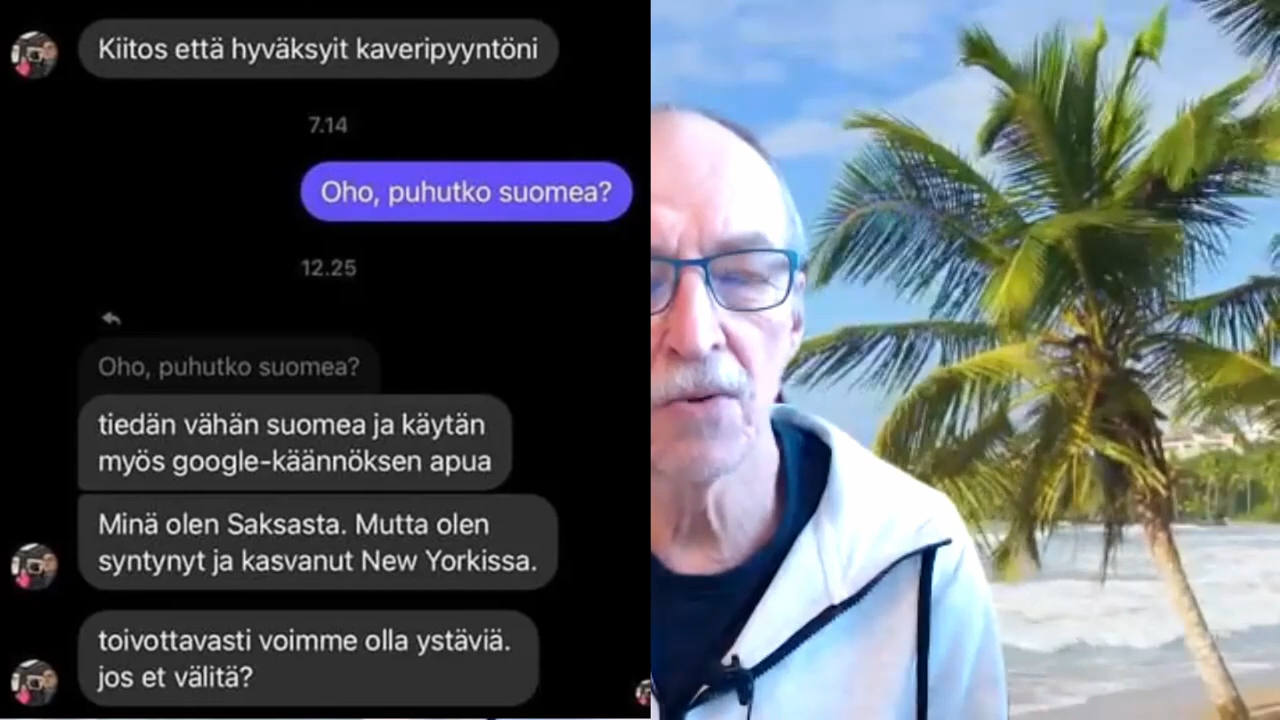 Kiitos että hyväksyit kaveripyyntöni
7.14
Oho, puhutko suomea?
12.25
Oho, puhutko suomea?
tiedän vähän suomea ja käytän
myös google-käännöksen apua
Minä olen Saksasta. Mutta olen
syntynyt ja kasvanut New Yorkissa.
toivottavasti voimme olla ystäviä.
jos et välitä?